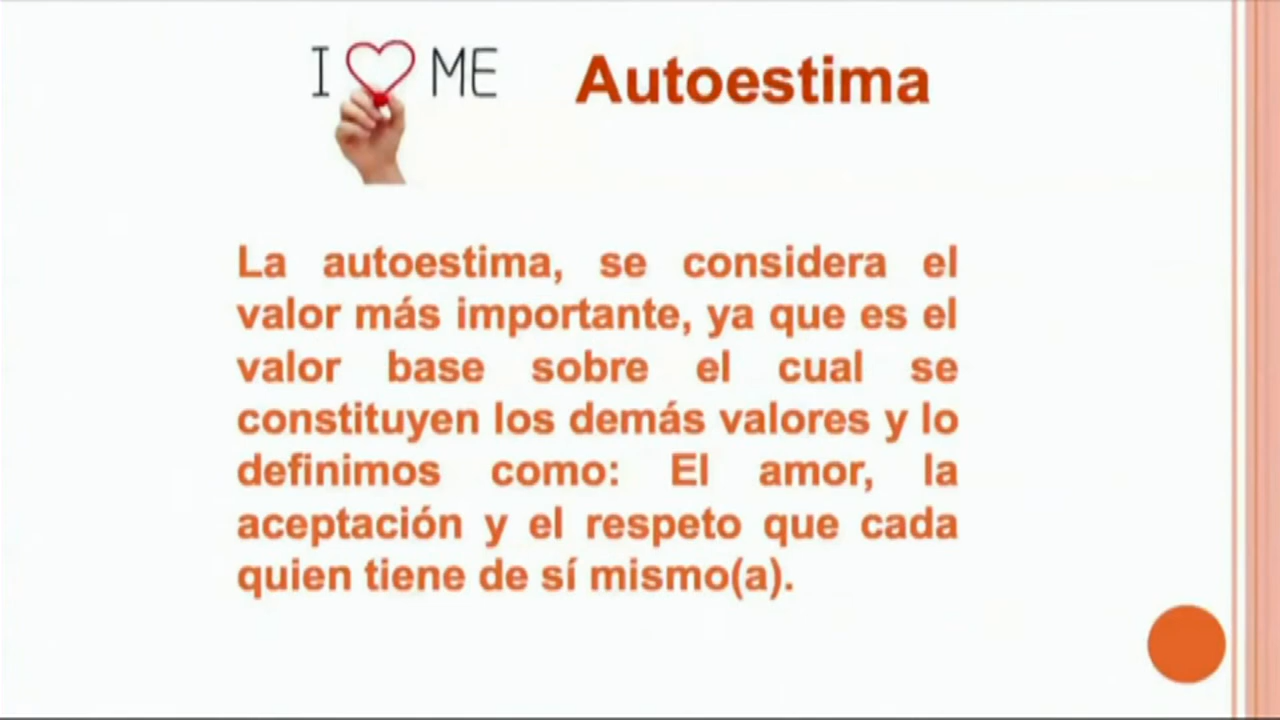 I ♡ ME
Autoestima
La autoestima, se considera el
valor más importante, ya que es el
valor base sobre el cual se
constituyen los demás valores y lo
definimos como: El amor, la
aceptación y el respeto que cada
quien tiene de sí mismo(a).